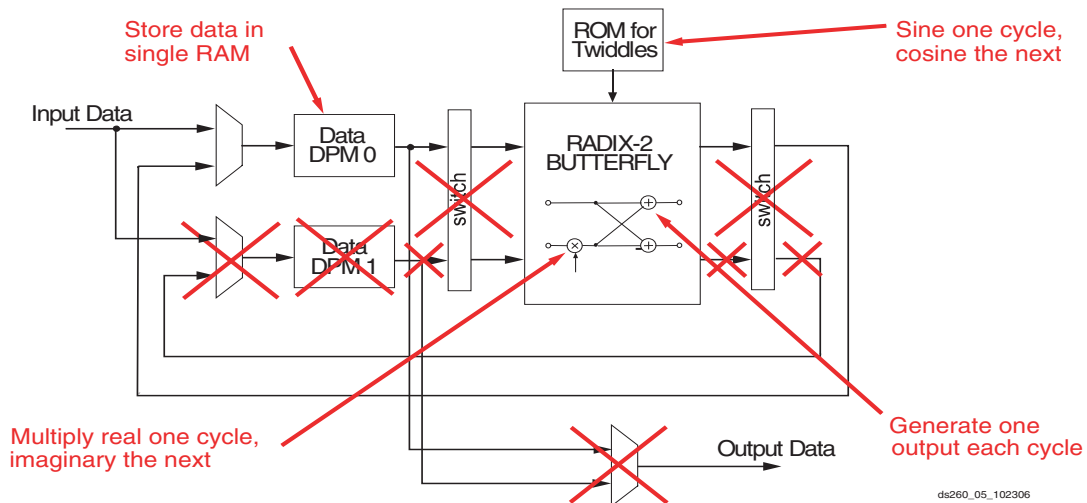 Store data in
single RAM
ROM for
Twiddles
Sine one cycle,
cosine the next
Input Data
Data
DPM 0
switch
RADIX-2
BUTTERFLY
switch
Data
DPM 1
Multiply real one cycle,
imaginary the next
Generate one
output each cycle
Output Data
ds260_05_102306